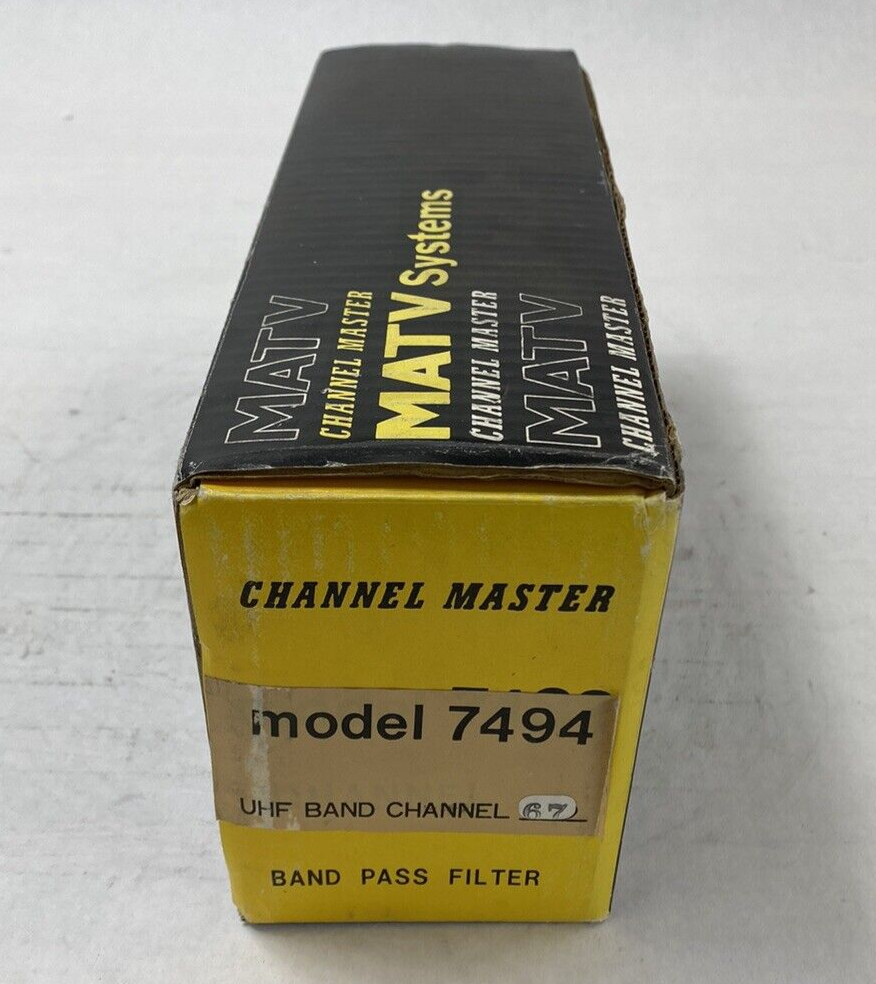 MATV
CHANNEL MASTER
MATV Systems
CHANNEL MASTER
MATV
CHANNEL MASTER
CHANNEL MASTER
model 7494
UHF BAND CHANNEL 67
BAND PASS FILTER